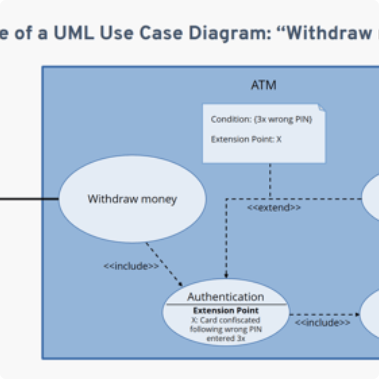 e of a UML Use Case Diagram: “Withdraw
ATM
Condition: {3x wrong PIN}
Extension Point: X
Withdraw money
<<extend>>
<<include>>
Authentication
Extension Point
X: Card confiscated
following wrong PIN
entered 3x
<<include>>